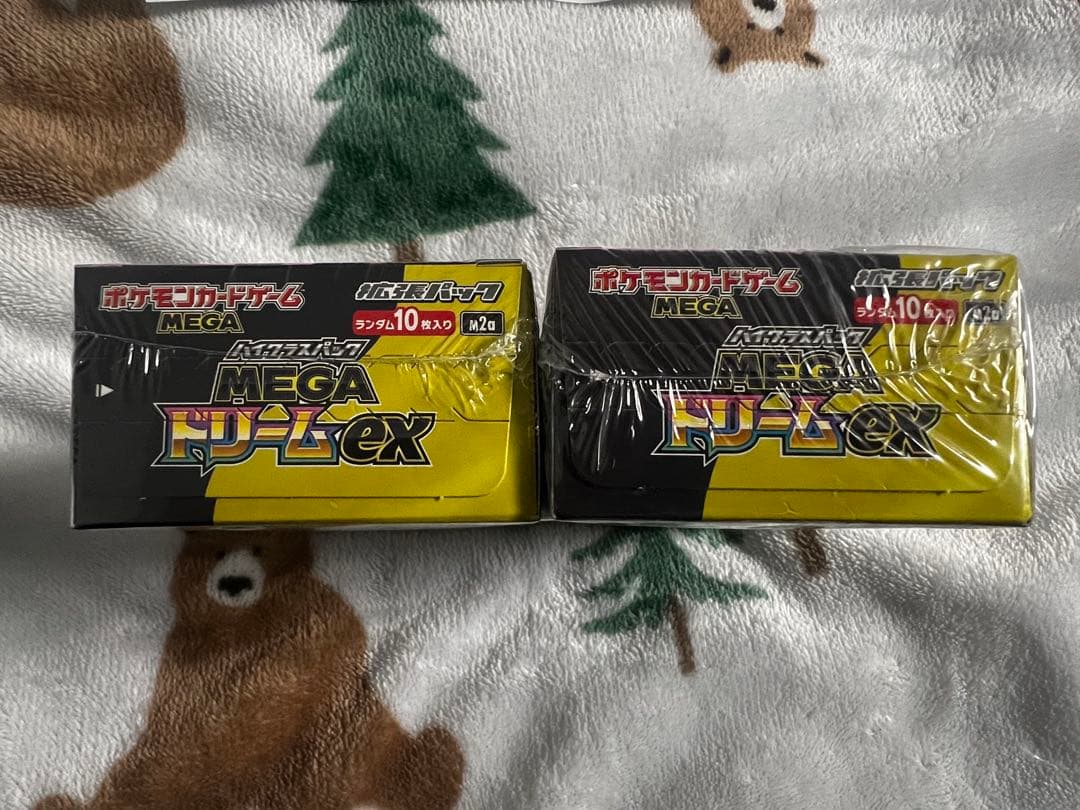 ポケモンカードゲーム
MEGA
拡張パック
ランダム10枚入り
M2a
ハイクラスパック
MEGA
ドリームex
ポケモンカードゲーム
MEGA
拡張パック
ランダム10枚入り
M2a
ハイクラスパック
MEGA
ドリームex